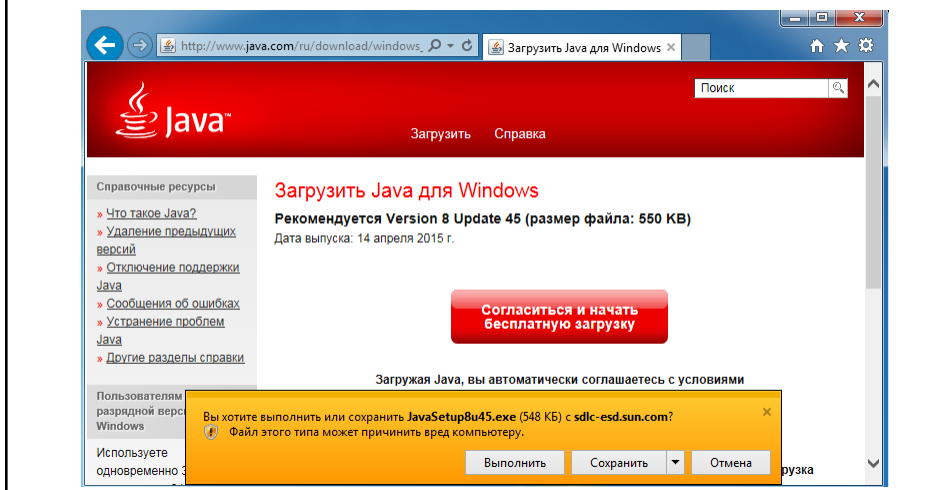 http://www.java.com/ru/download/windows_
Загрузить Java для Windows
Поиск
Java™
Загрузить Справка
Справочные ресурсы
» Что такое Java?
» Удаление предыдущих
версий
» Отключение поддержки
Java
» Сообщения об ошибках
» Устранение проблем
Java
» Другие разделы справки
Пользователям
разрядной верс
Windows
Используете
одновременно
Загрузить Java для Windows
Рекомендуется Version 8 Update 45 (размер файла: 550 KB)
Дата выпуска: 14 апреля 2015 г.
Согласиться и начать
бесплатную загрузку
Загружая Java, вы автоматически соглашаетесь с условиями
рузка
Вы хотите выполнить или сохранить JavaSetup8u45.exe (548 КБ) с sdlc-esd.sun.com?
Файл этого типа может причинить вред компьютеру.
Выполнить Сохранить Отмена